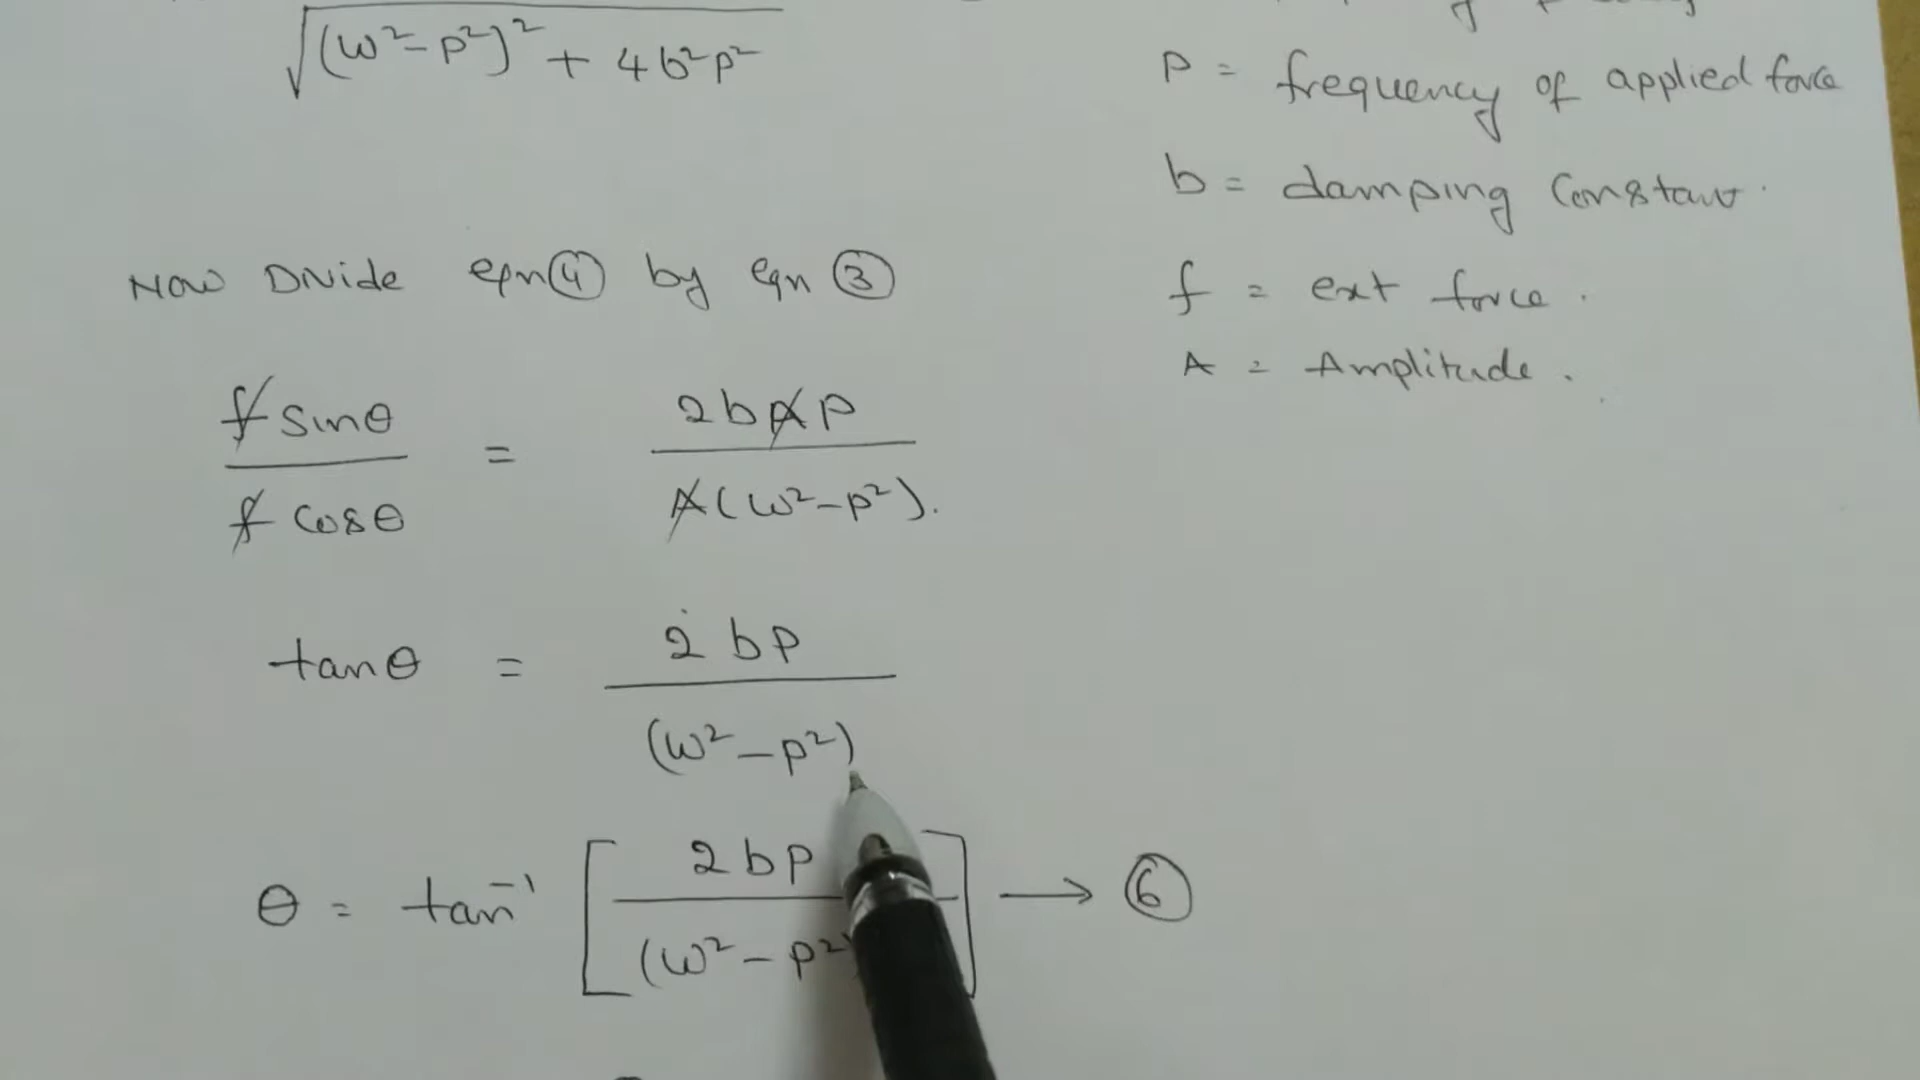 √(ω²-p²)² + 4b²p²
P = frequency of applied force
b = damping Constant.
f = ext force.
A = Amplitude.
Now Divide eqn ④ by eqn ③
f sinθ / f cosθ = 2bAP / A(ω²-p²).
tanθ = 2bp / (ω²-p²)
θ = tan⁻¹ [2bp / (ω²-p²)] → ⑥